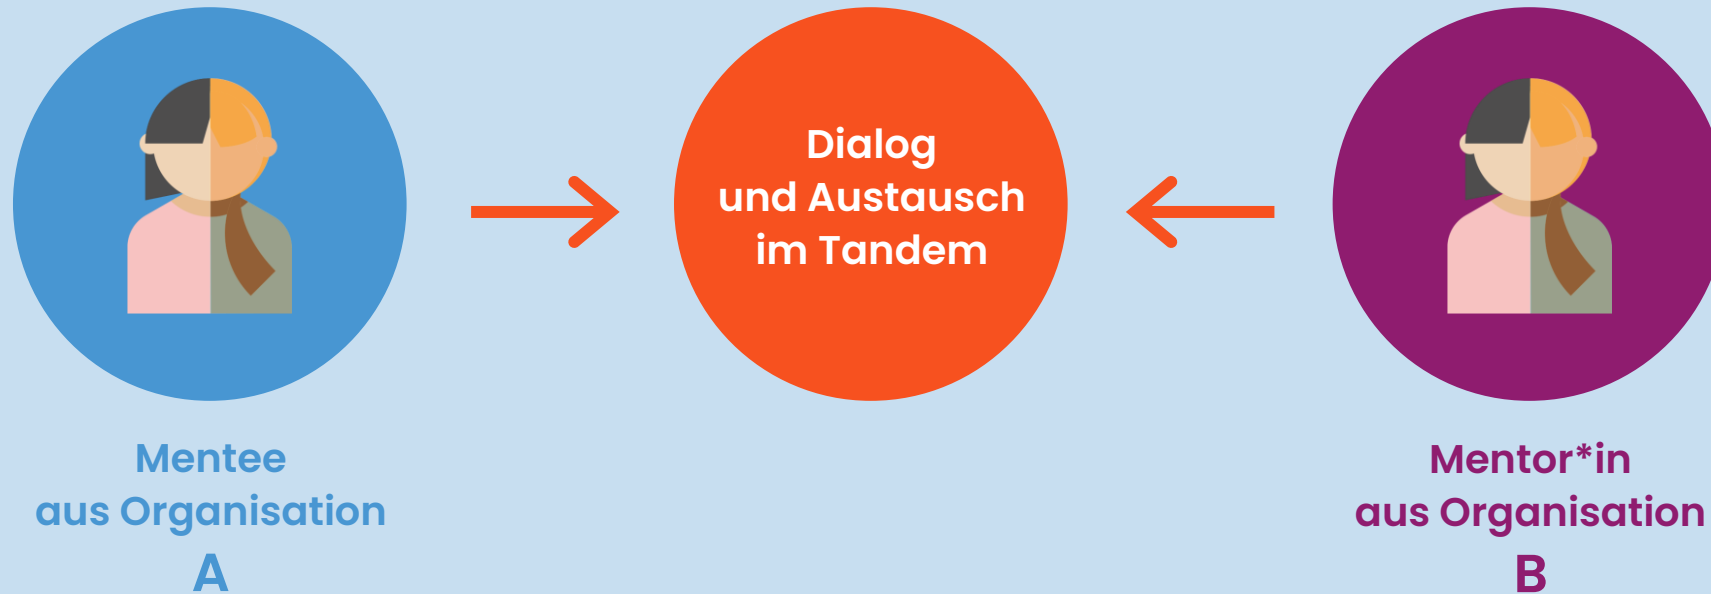 Dialog
und Austausch
im Tandem
Mentee
aus Organisation
A
Mentor*in
aus Organisation
B